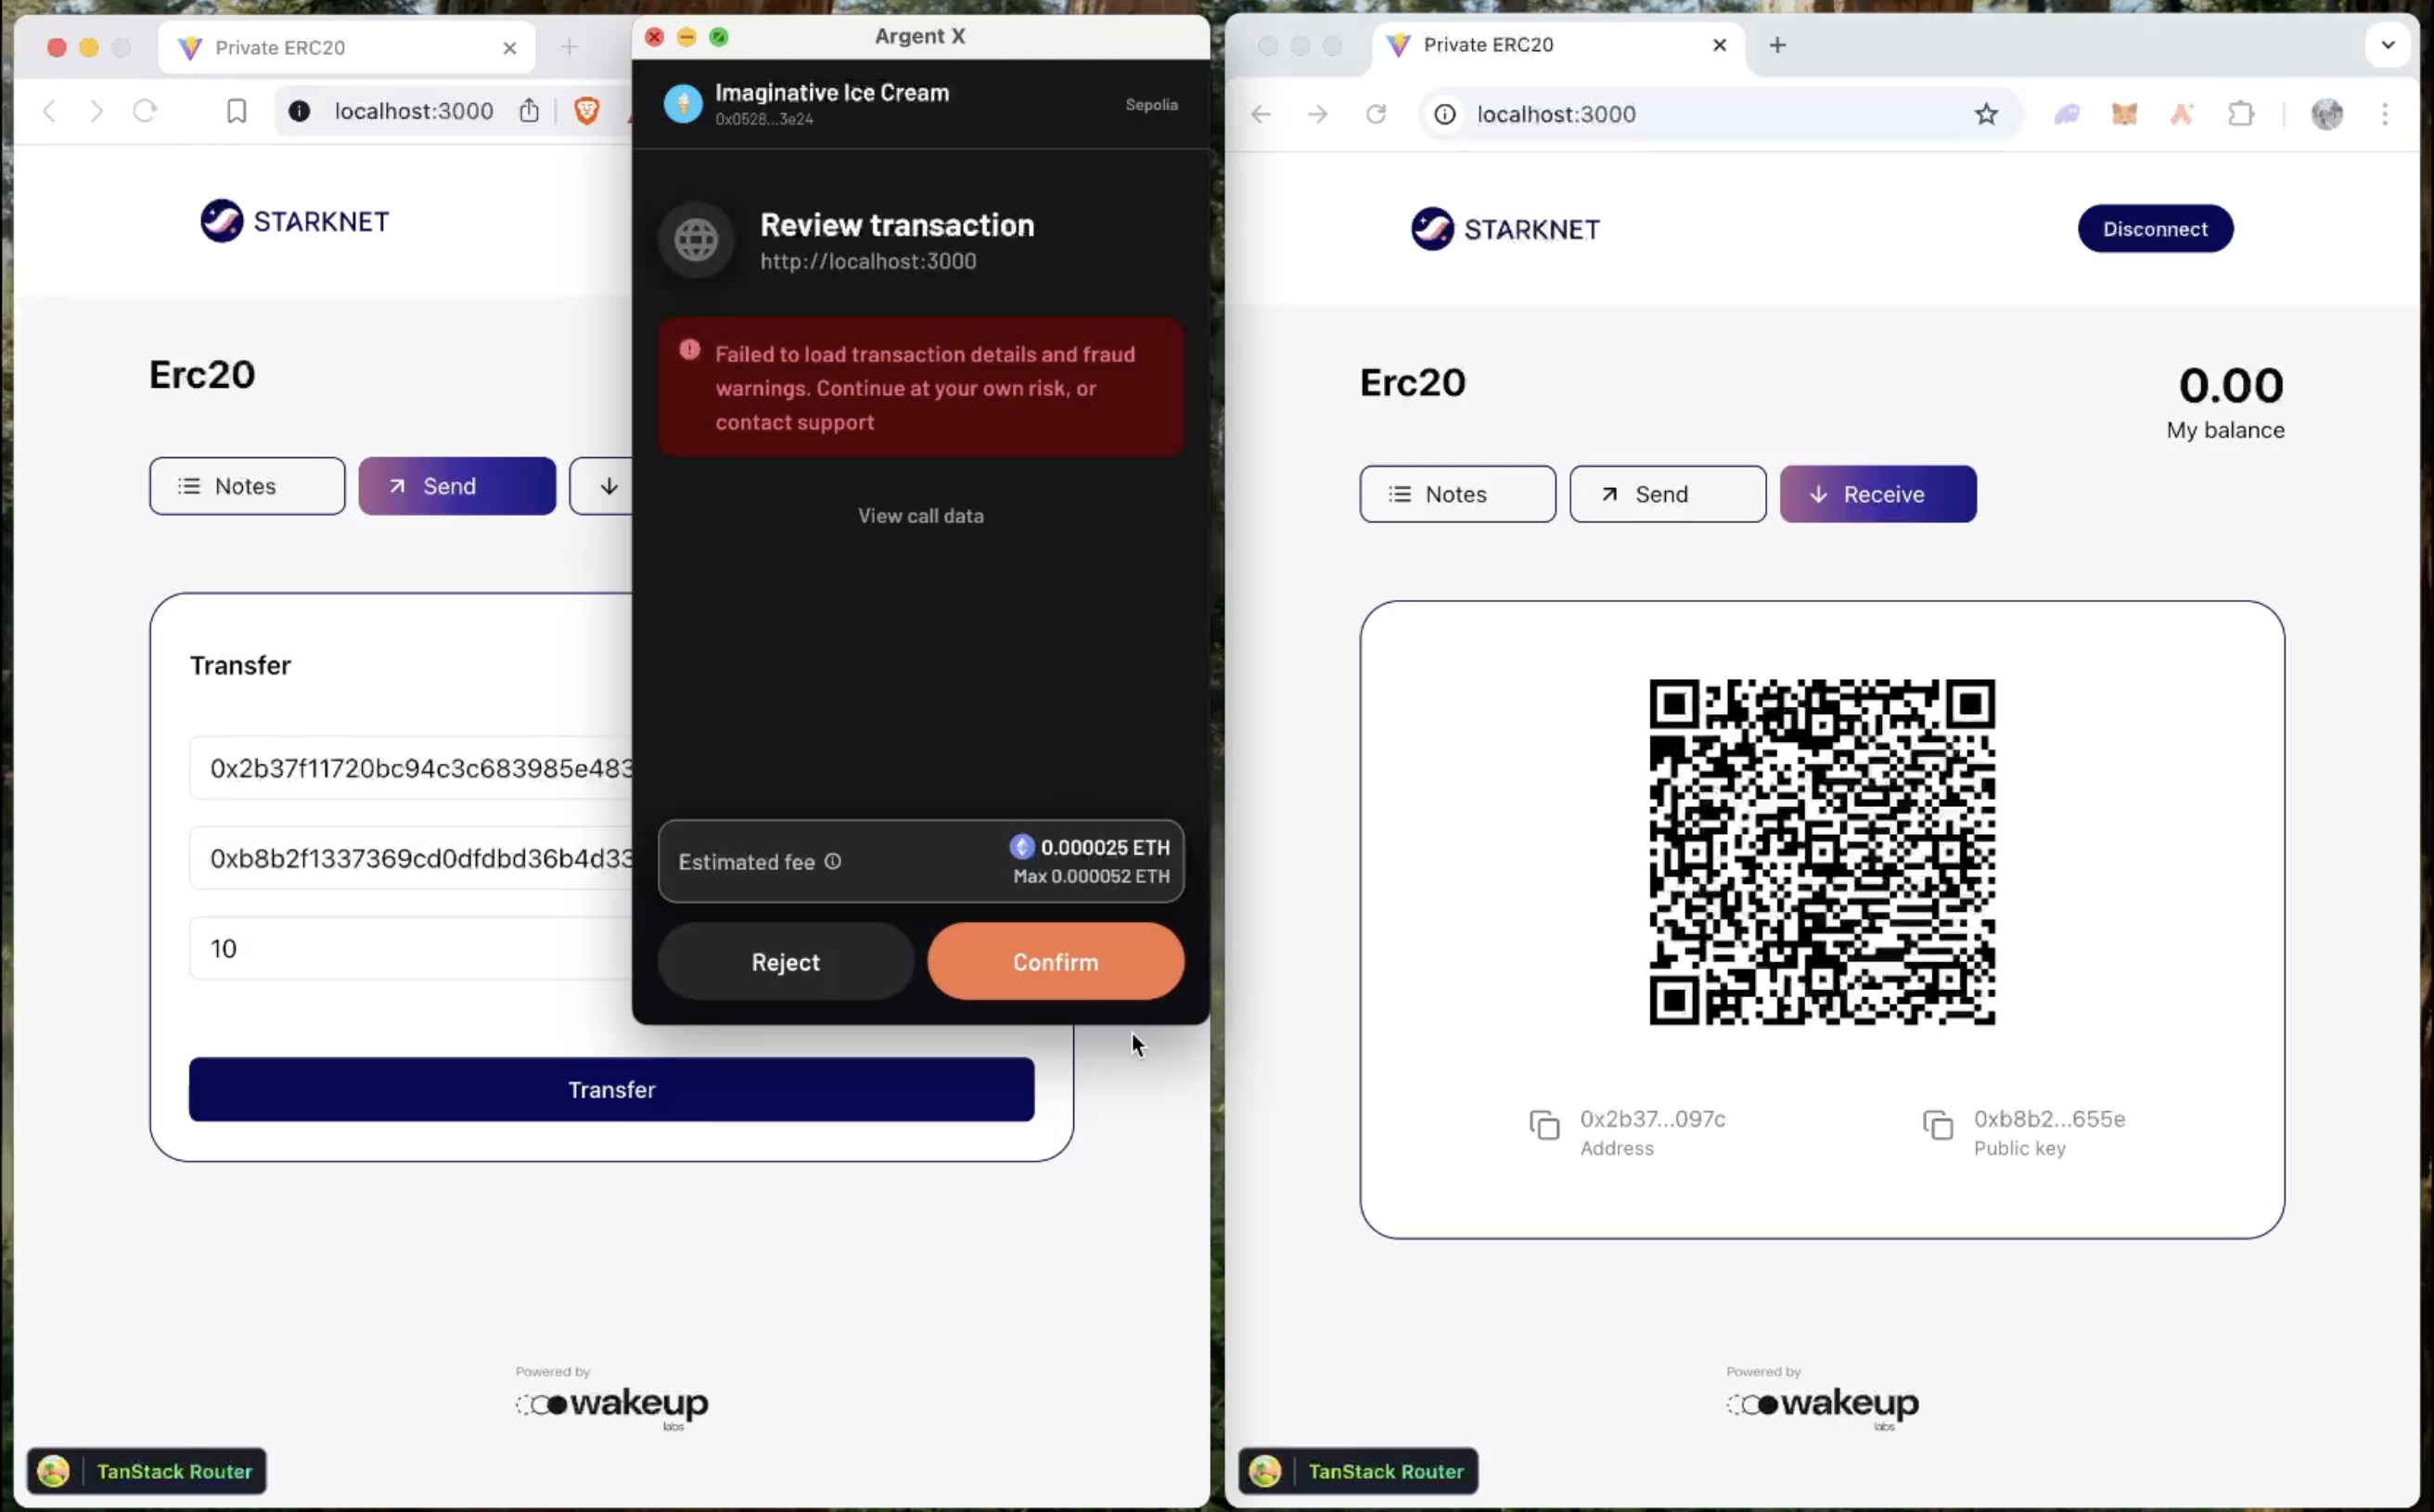 Private ERC20
localhost:3000
STARKNET
Erc20
Notes
Send
Transfer
0x2b37f11720bc94c3c683985e483
0xb8b2f1337369cd0dfdbd36b4d33
10
Transfer
Powered by
wakeup
labs
TanStack Router
Argent X
Imaginative Ice Cream
0x0528...3e24
Sepolia
Review transaction
http://localhost:3000
Failed to load transaction details and fraud
warnings. Continue at your own risk, or
contact support
View call data
Estimated fee
0.000025 ETH
Max 0.000052 ETH
Reject
Confirm
Private ERC20
localhost:3000
STARKNET
Disconnect
Erc20
0.00
My balance
Notes
Send
Receive
0x2b37...097c
Address
0xb8b2...655e
Public key
Powered by
wakeup
labs
TanStack Router